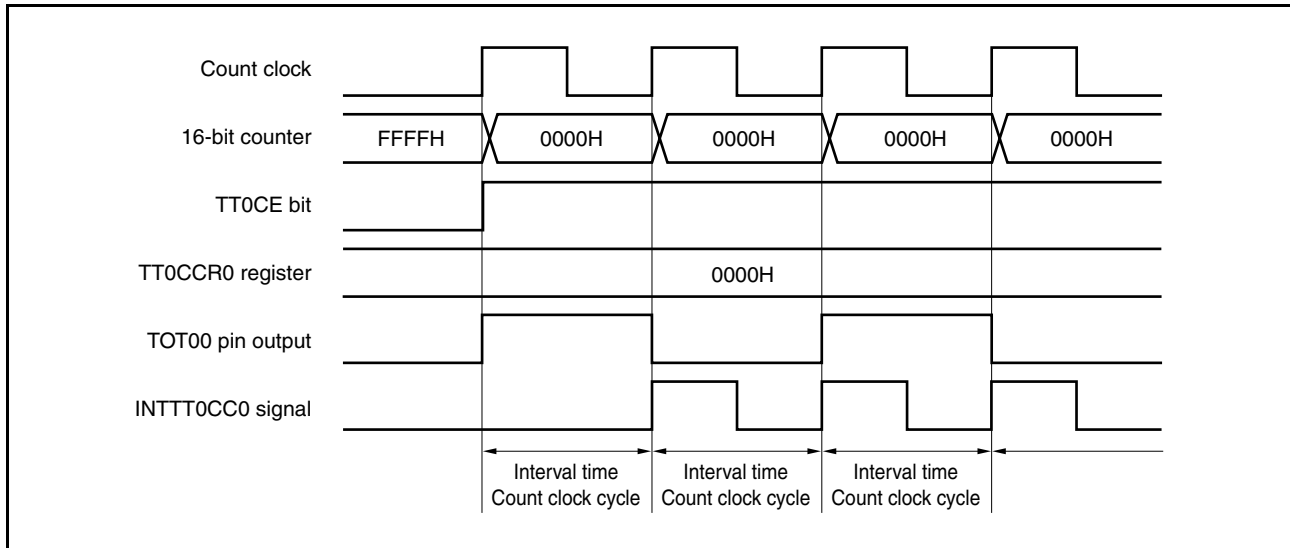 Count clock
16-bit counter
FFFFH
0000H
0000H
0000H
0000H
TT0CE bit
TT0CCR0 register
0000H
TOT00 pin output
INTTT0CC0 signal
Interval time
Count clock cycle
Interval time
Count clock cycle
Interval time
Count clock cycle